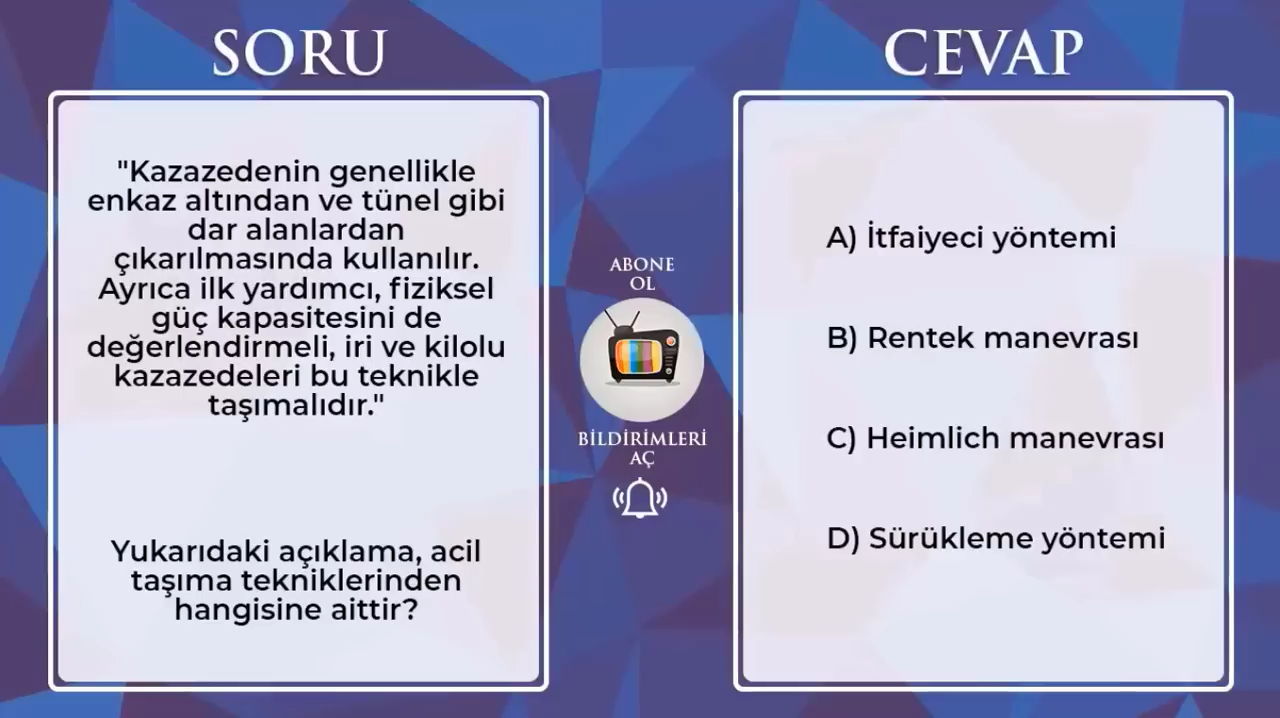 SORU
"Kazazedenin genellikle
enkaz altından ve tünel gibi
dar alanlardan
çıkarılmasında kullanılır.
Ayrıca ilk yardımcı, fiziksel
güç kapasitesini de
değerlendirmeli, iri ve kilolu
kazazedeleri bu teknikle
taşımalıdır."
Yukarıdaki açıklama, acil
taşıma tekniklerinden
hangisine aittir?
ABONE
OL
BİLDİRİMLERİ
AÇ
CEVAP
A) İtfaiyeci yöntemi
B) Rentek manevrası
C) Heimlich manevrası
D) Sürükleme yöntemi